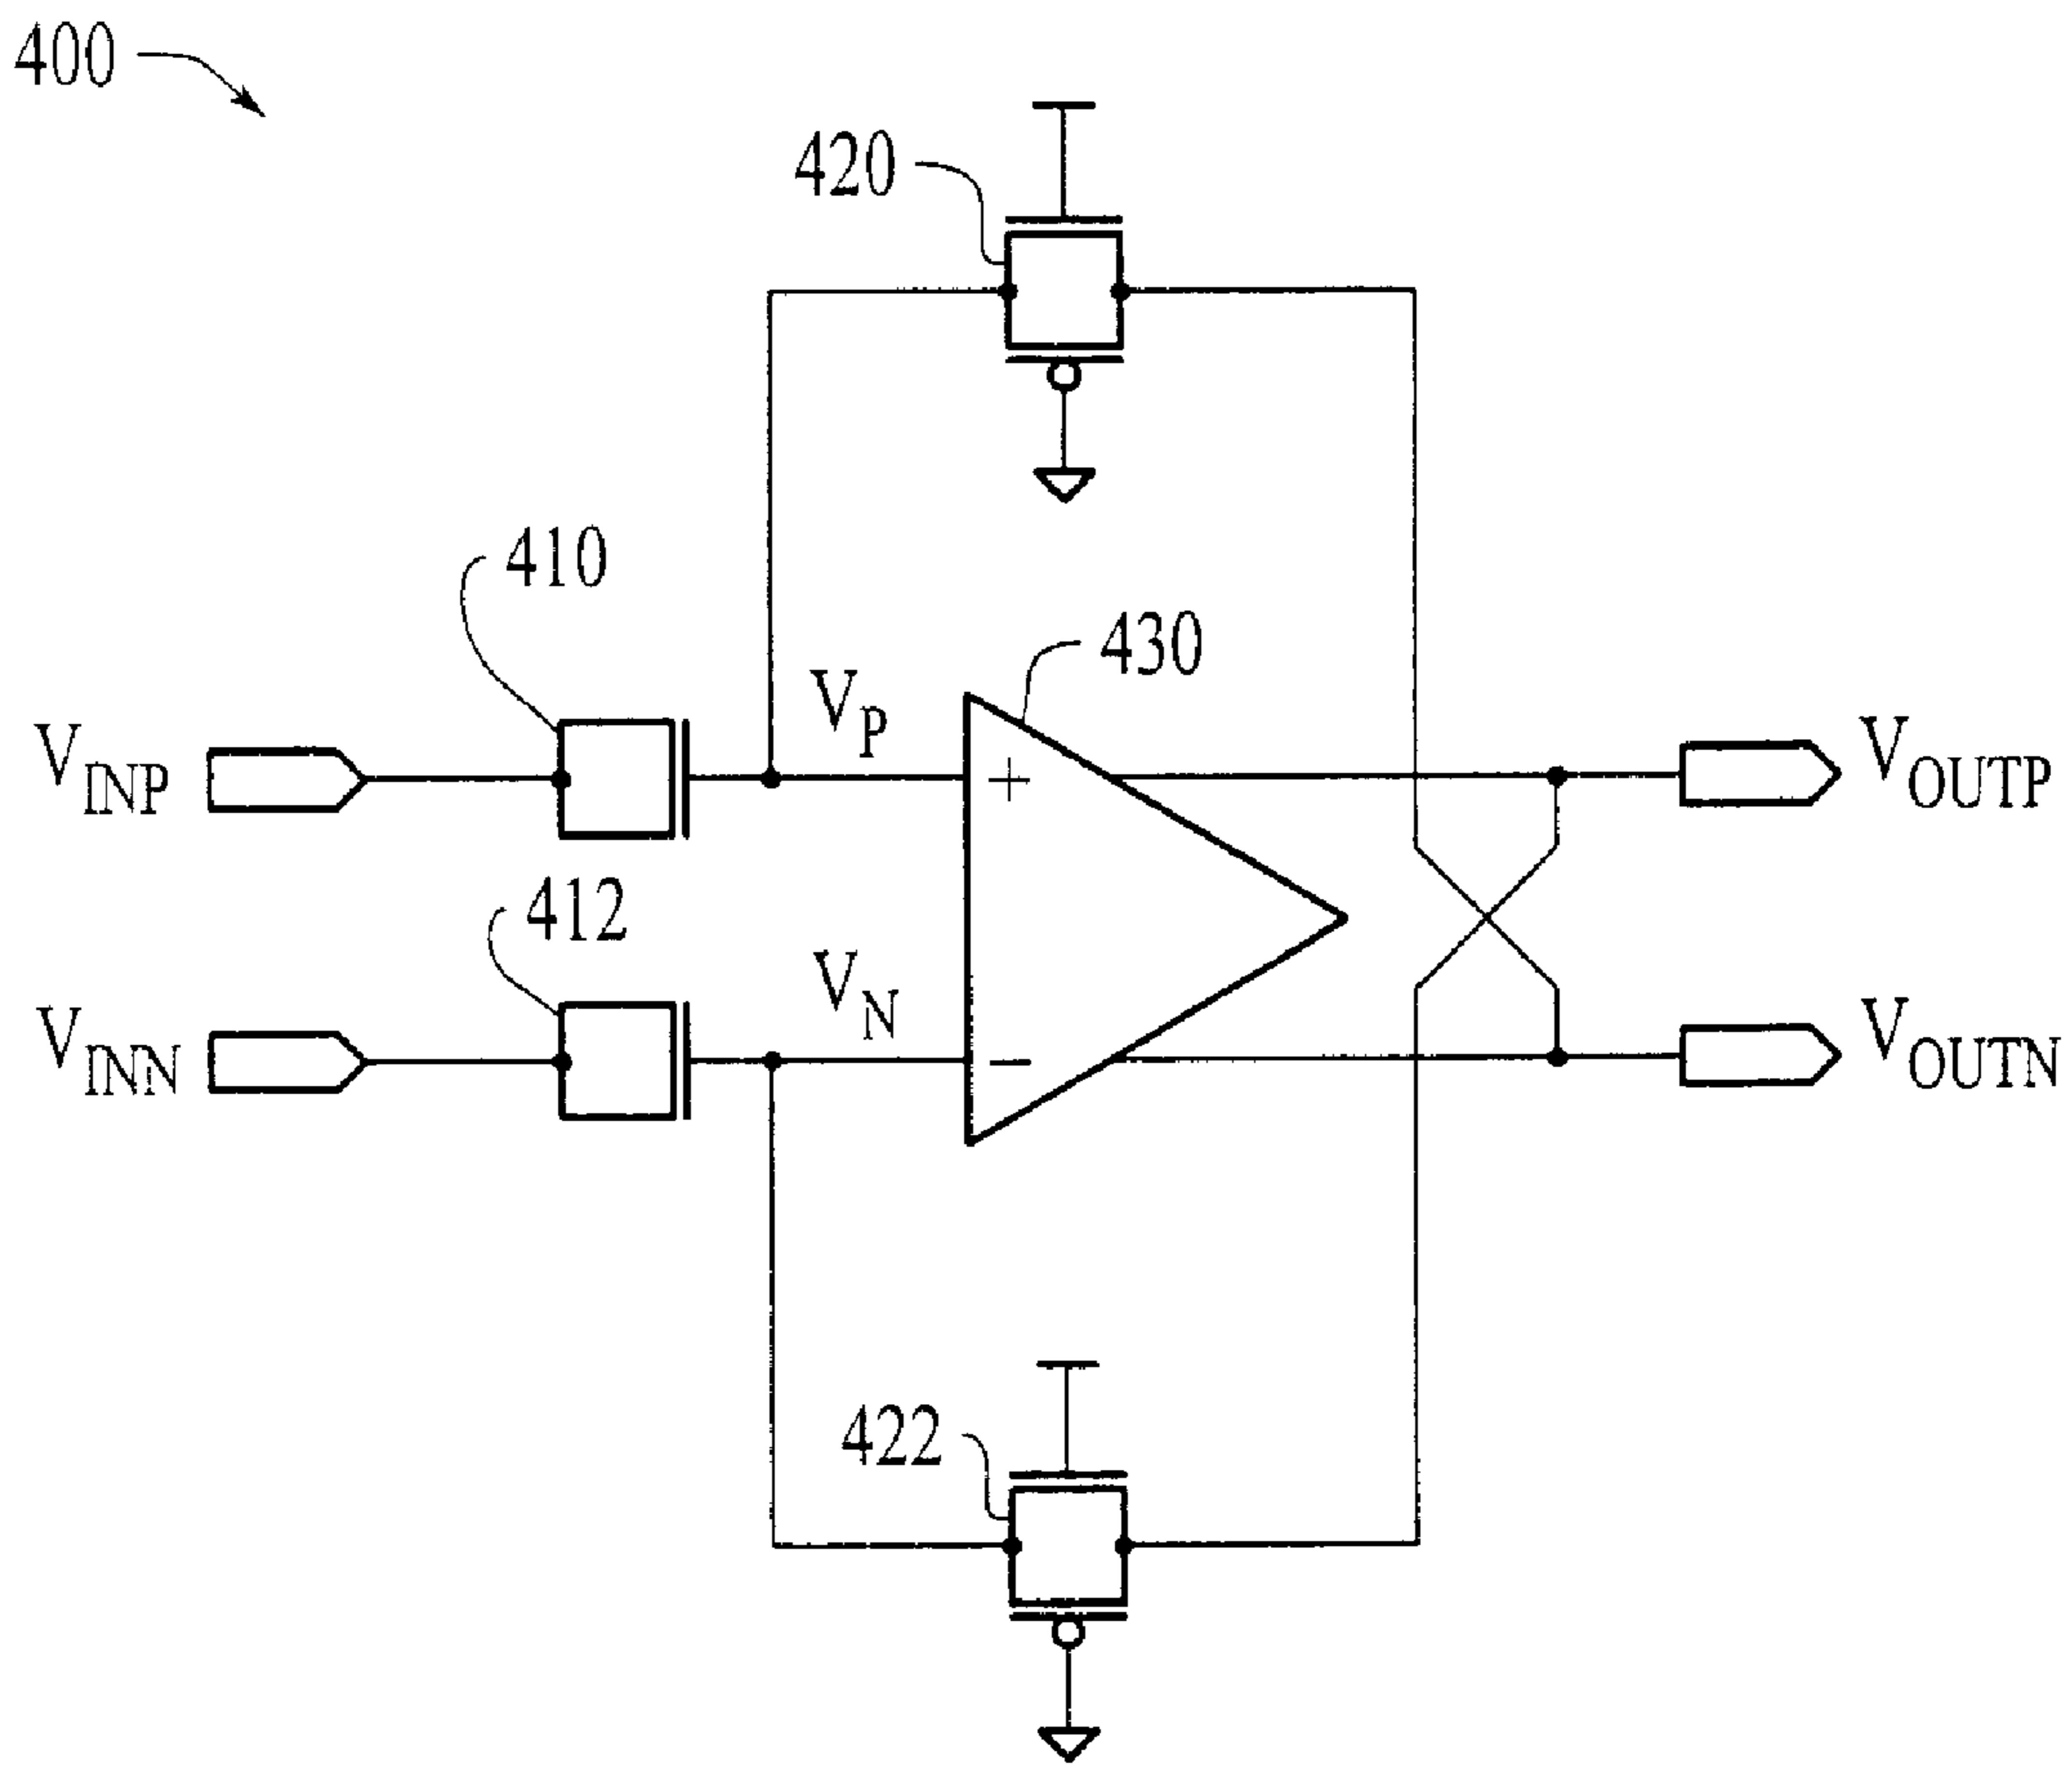 400
420
410
430
V_P
V_INP
V_OUTP
+
412
V_N
V_INN
−
V_OUTN
422